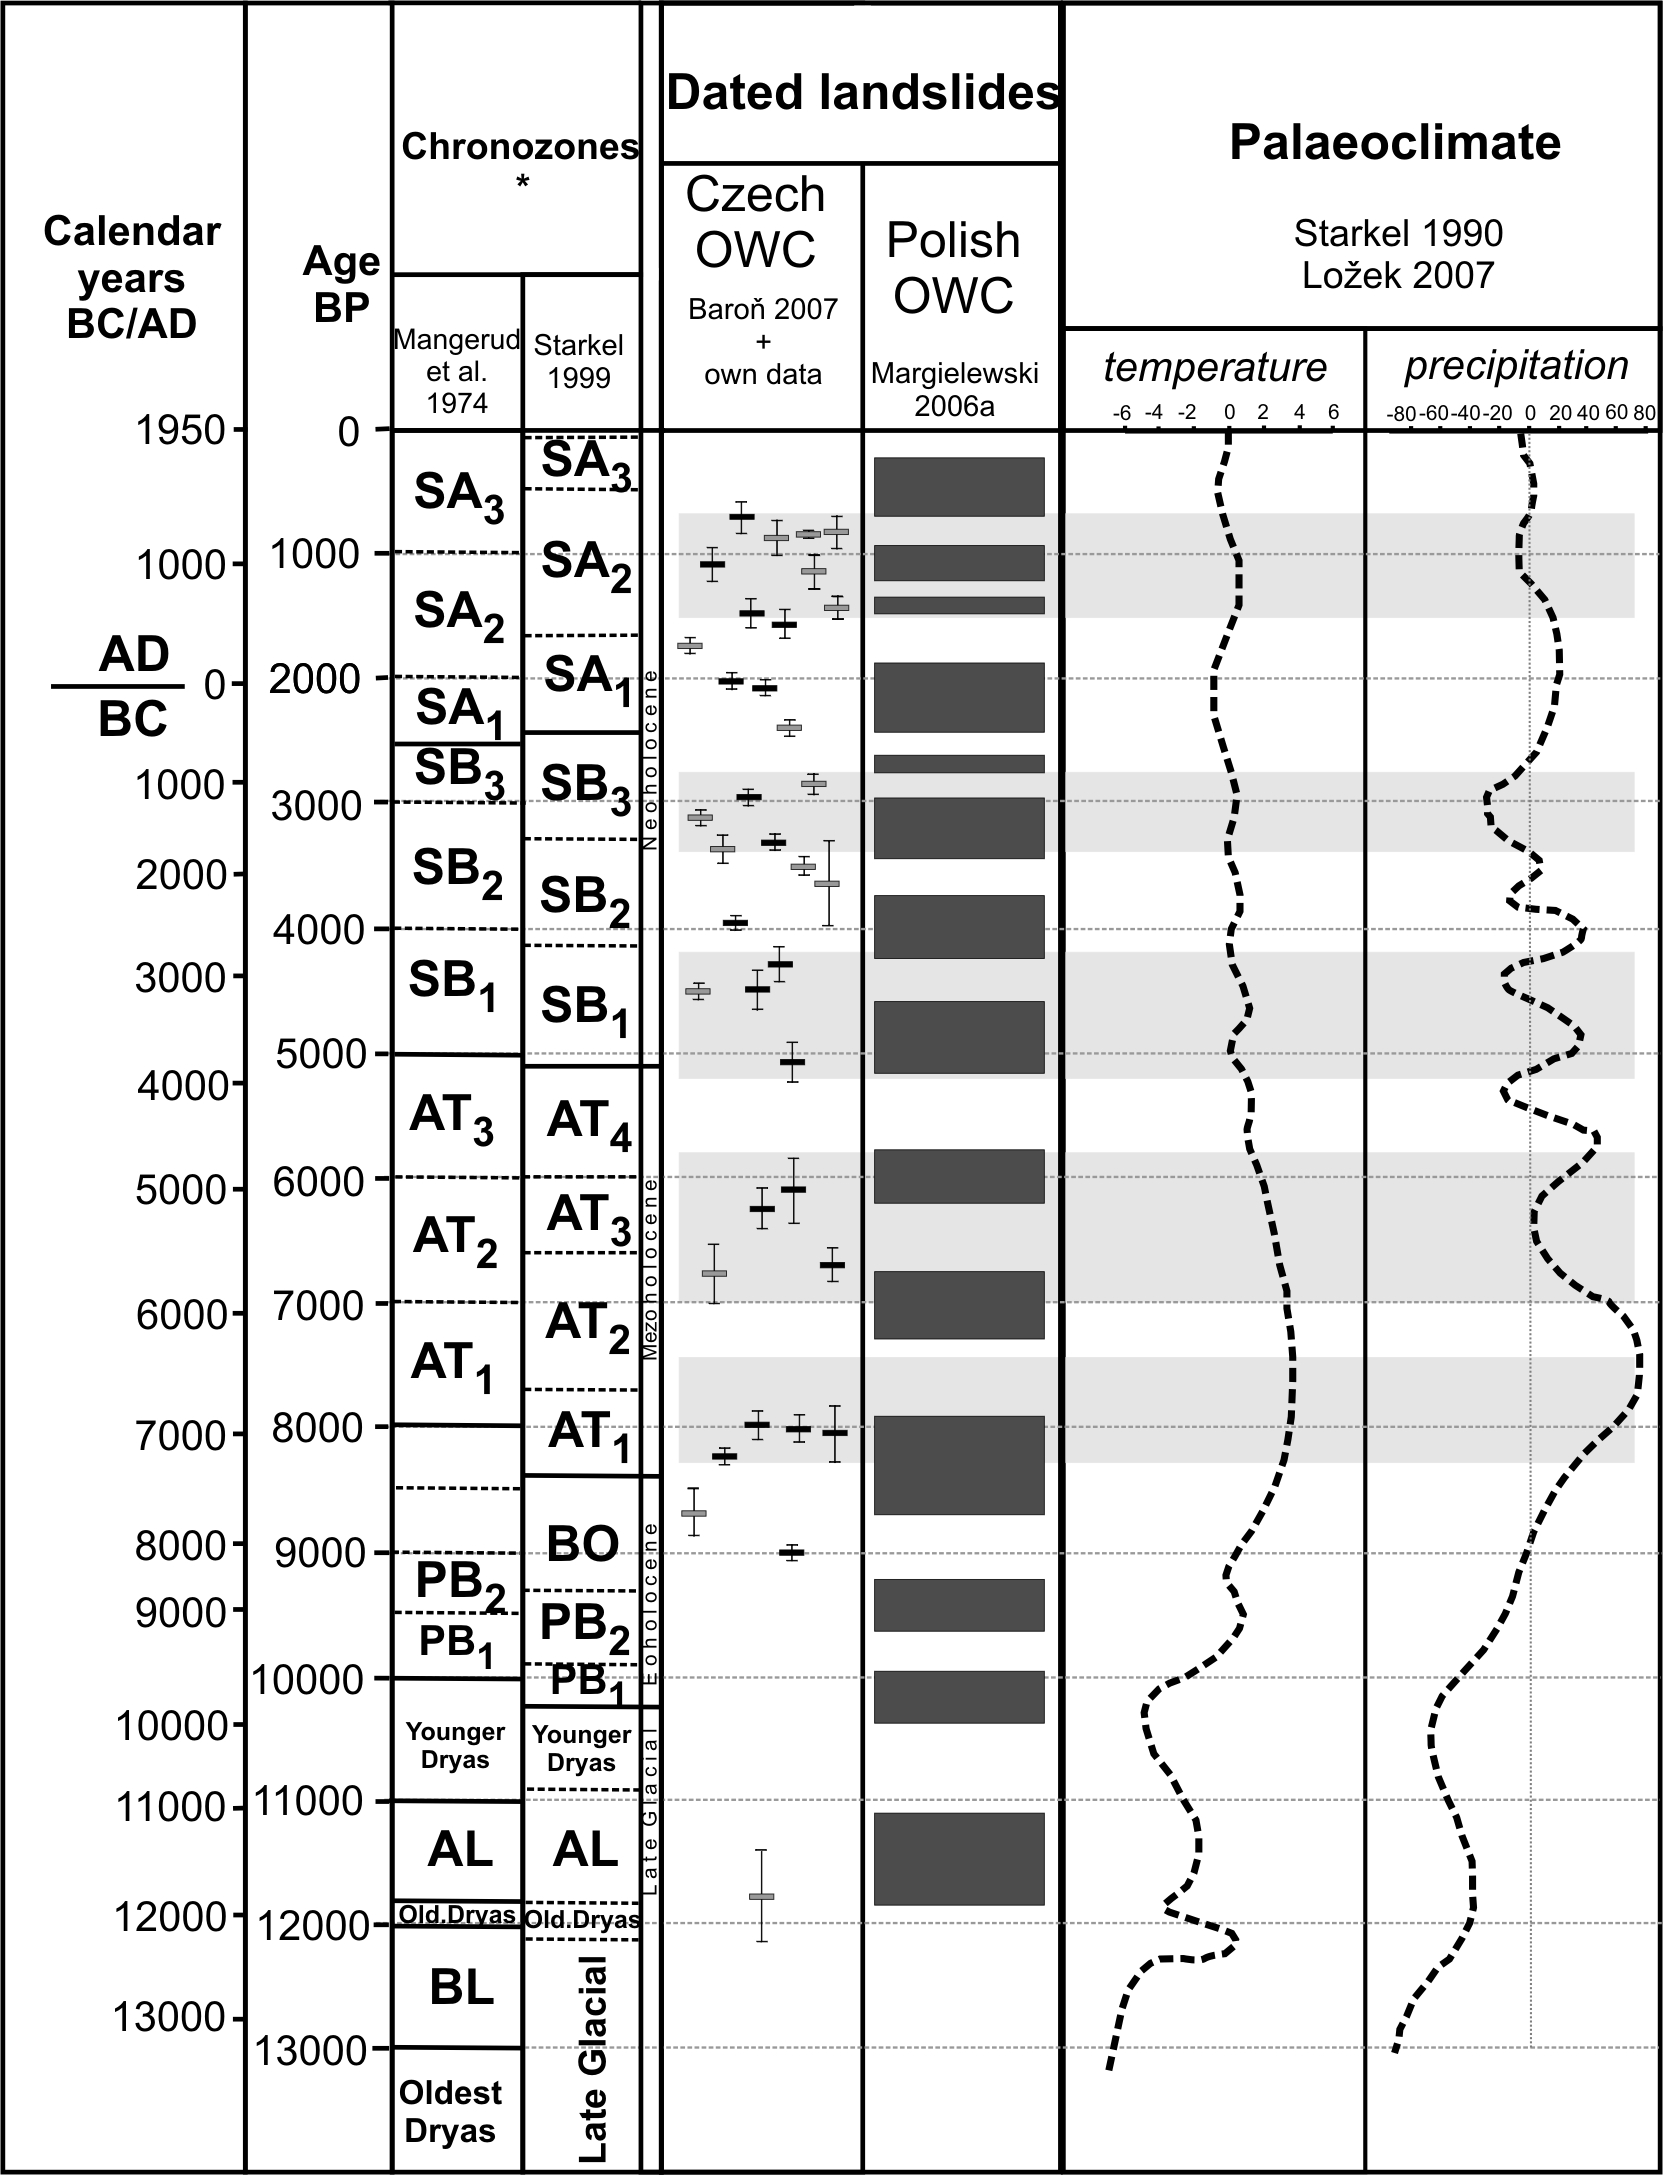 Calendar
years
BC/AD
Age
BP
Chronozones
*
Mangerud
et al.
1974
Starkel
1999
Dated landslides
Czech
OWC
Baroň 2007
+
own data
Polish
OWC
Margielewski
2006a
Palaeoclimate
Starkel 1990
Ložek 2007
temperature
-6 -4 -2 0 2 4 6
precipitation
-80 -60 -40 -20 0 20 40 60 80
1950
1000
AD
0
BC
1000
2000
3000
4000
5000
6000
7000
8000
9000
10000
11000
12000
13000
0
1000
2000
3000
4000
5000
6000
7000
8000
9000
10000
11000
12000
13000
SA3
SA2
SA1
SB3
SB2
SB1
AT3
AT2
AT1
PB2
PB1
Younger
Dryas
AL
Old.Dryas
BL
Oldest
Dryas
SA3
SA2
SA1
SB3
SB2
SB1
AT4
AT3
AT2
AT1
BO
PB2
PB1
Younger
Dryas
AL
Old.Dryas
Late Glacial
Neoholocene
Mezoholocene
Eoholocene
Late Glacial